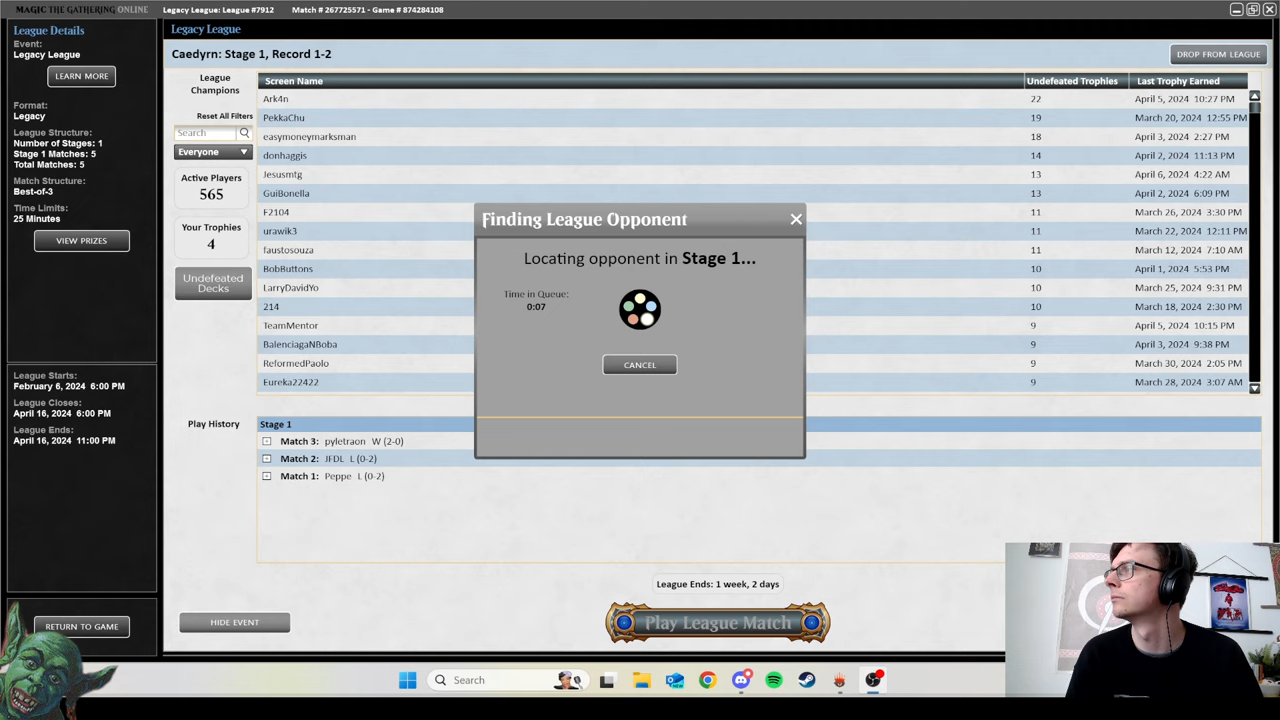 MAGIC THE GATHERING ONLINE
Legacy League: League #7912
Match # 267725571 - Game # 874284108
League Details
Event:
Legacy League
LEARN MORE
Format:
Legacy
League Structure:
Number of Stages: 1
Stage 1 Matches: 5
Total Matches: 5
Match Structure:
Best-of-3
Time Limits:
25 Minutes
VIEW PRIZES
League Starts:
February 6, 2024 6:00 PM
League Closes:
April 16, 2024 6:00 PM
League Ends:
April 16, 2024 11:00 PM
RETURN TO GAME
Legacy League
Caedyrn: Stage 1, Record 1-2
DROP FROM LEAGUE
League
Champions
Reset All Filters
Search
Everyone
Active Players
565
Your Trophies
4
Undefeated
Decks
Screen Name Undefeated Trophies Last Trophy Earned
Ark4n 22 April 5, 2024 10:27 PM
PekkaChu 19 March 20, 2024 12:55 PM
easymoneymarksman 18 April 3, 2024 2:27 PM
donhaggis 14 April 2, 2024 11:13 PM
Jesusmtg 13 April 6, 2024 4:22 AM
GuiBonella 13 April 2, 2024 6:09 PM
F2104 11 March 26, 2024 3:30 PM
urawik3 11 March 22, 2024 12:11 PM
faustosouza 11 March 12, 2024 7:10 AM
BobButtons 10 April 1, 2024 5:53 PM
LarryDavidYo 10 March 25, 2024 9:31 PM
214 10 March 18, 2024 2:30 PM
TeamMentor 9 April 5, 2024 10:15 PM
BalenciagaNBoba 9 April 3, 2024 9:38 PM
ReformedPaolo 9 March 30, 2024 2:05 PM
Eureka22422 9 March 28, 2024 3:07 AM
Finding League Opponent
Locating opponent in Stage 1...
Time in Queue:
0:07
CANCEL
Play History
Stage 1
Match 3: pyletraon W (2-0)
Match 2: JFDL L (0-2)
Match 1: Peppe L (0-2)
League Ends: 1 week, 2 days
HIDE EVENT
Play League Match
Search